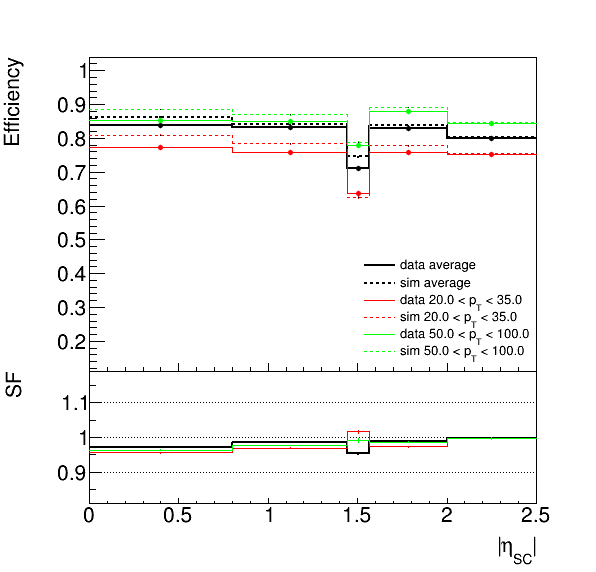 Efficiency
1
0.9
0.8
0.7
0.6
0.5
0.4
0.3
0.2
data average
sim average
data 20.0 < p_T < 35.0
sim 20.0 < p_T < 35.0
data 50.0 < p_T < 100.0
sim 50.0 < p_T < 100.0
SF
1.1
1
0.9
0 0.5 1 1.5 2 2.5
|η_SC|